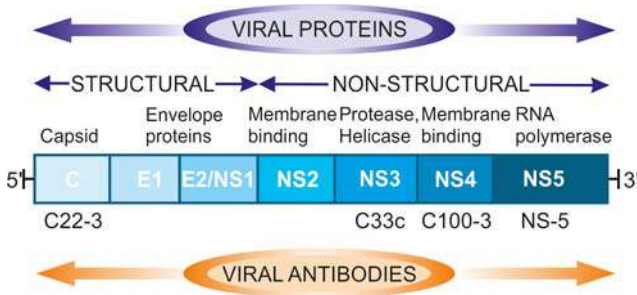 VIRAL PROTEINS
STRUCTURAL NON-STRUCTURAL
Capsid Envelope proteins Membrane binding Protease, Helicase Membrane binding RNA polymerase
5' C E1 E2/NS1 NS2 NS3 NS4 NS5 3'
C22-3 C33c C100-3 NS-5
VIRAL ANTIBODIES